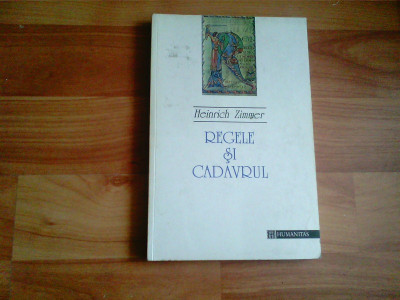 Heinrich Zimmer
REGELE
ȘI
CADAVRUL
HUMANITAS